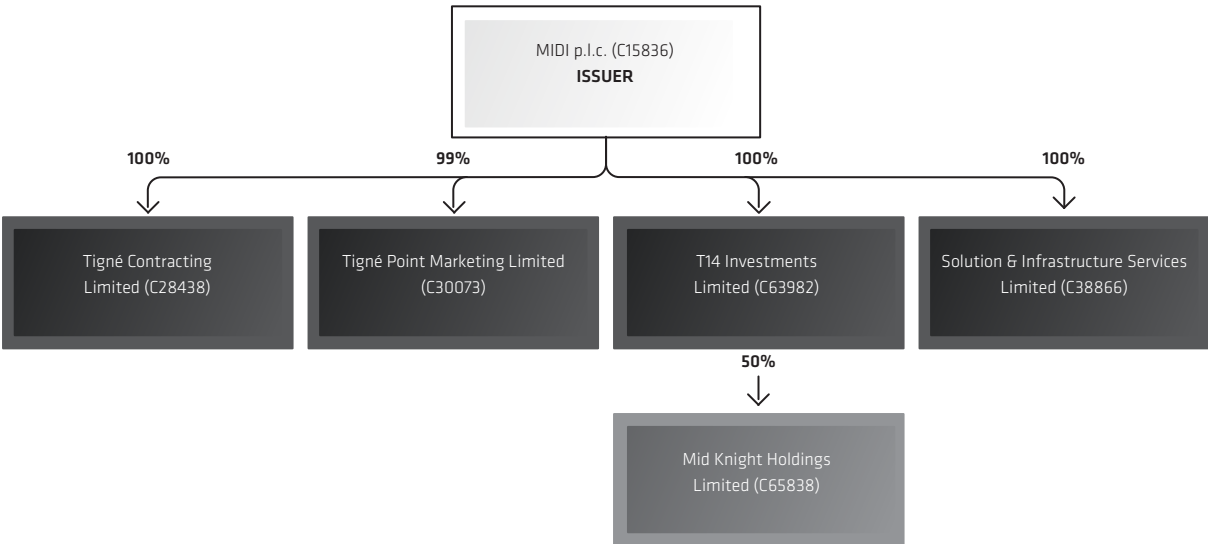 MIDI p.l.c. (C15836)
ISSUER
100%
99%
100%
100%
Tigné Contracting
Limited (C28438)
Tigné Point Marketing Limited
(C30073)
T14 Investments
Limited (C63982)
Solution & Infrastructure Services
Limited (C38866)
50%
Mid Knight Holdings
Limited (C65838)